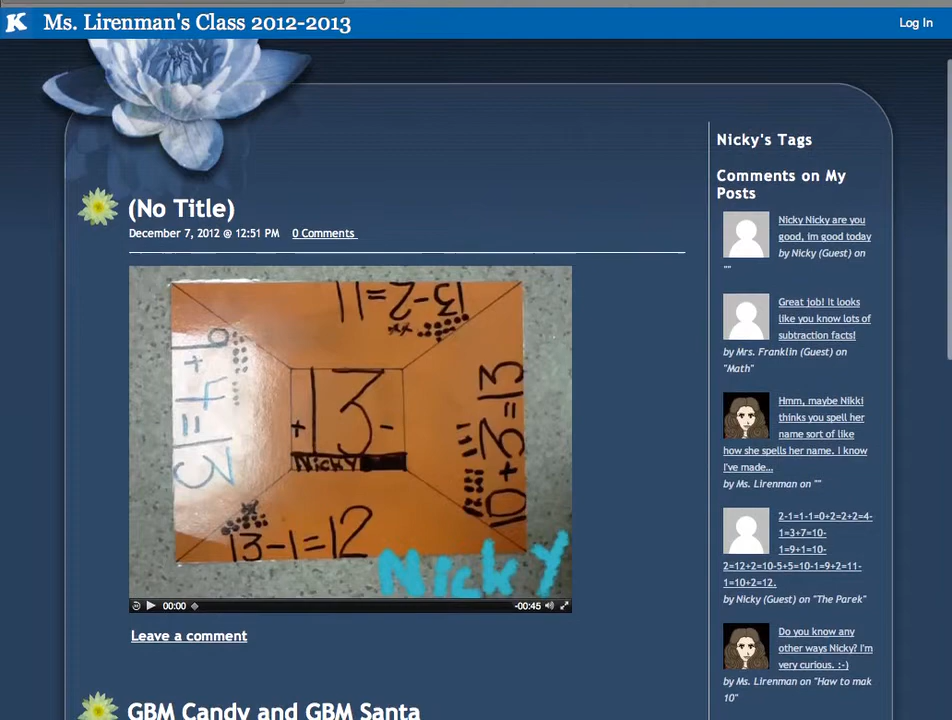 K Ms. Lirenman's Class 2012-2013
Log In
(No Title)
December 7, 2012 @ 12:51 PM 0 Comments
13-2=11
9+4=13
+ 13 -
Nicky
10+3=13
13-1=12
Nicky
00:00
-00:45
Leave a comment
GBM Candy and GBM Santa
Nicky's Tags
Comments on My
Posts
Nicky Nicky are you
good, im good today
by Nicky (Guest) on
""
Great job! It looks
like you know lots of
subtraction facts!
by Mrs. Franklin (Guest) on
"Math"
Hmm, maybe Nikki
thinks you spell her
name sort of like
how she spells her name. I know
I've made...
by Ms. Lirenman on ""
2-1=1-1=0+2=2+2=4-
1=3+7=10-
1=9+1=10-
2=12+2=10-5+5=10-1=9+2=11-
1=10+2=12.
by Nicky (Guest) on "The Parek"
Do you know any
other ways Nicky? I'm
very curious. :-)
by Ms. Lirenman on "Haw to mak
10"